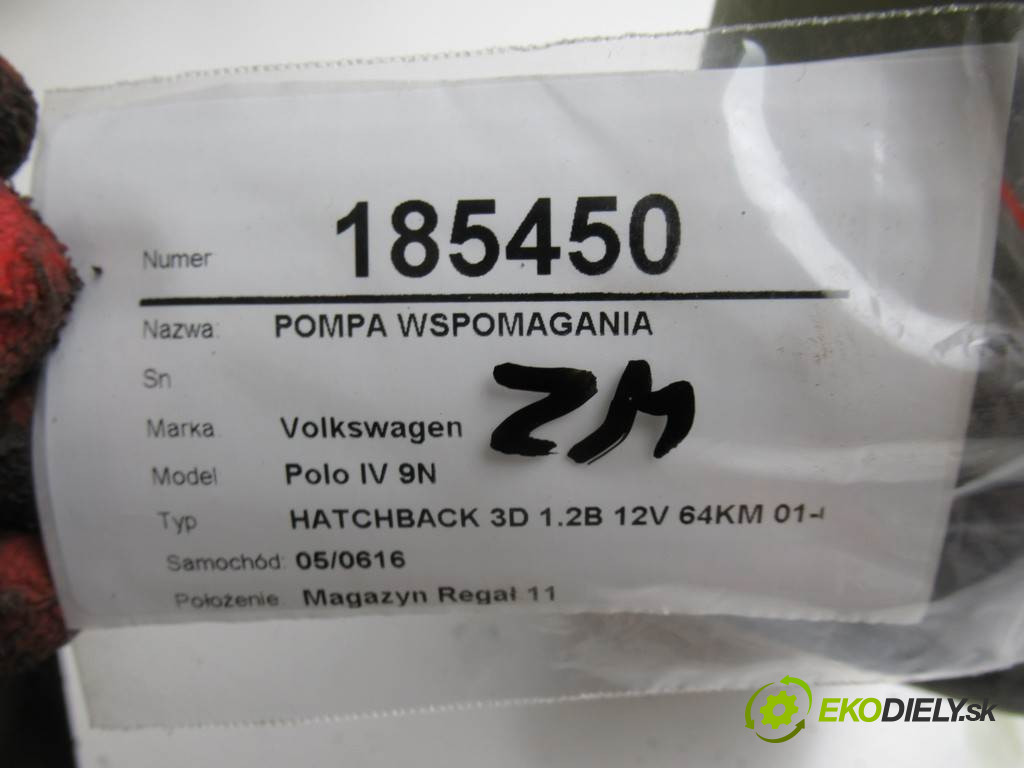 Numer 185450
Nazwa: POMPA WSPOMAGANIA
Sn
Marka: Volkswagen
Model Polo IV 9N
Typ HATCHBACK 3D 1.2B 12V 64KM 01-
Samochód: 05/0616
Położenie Magazyn Regał 11
EKODIELY.sk